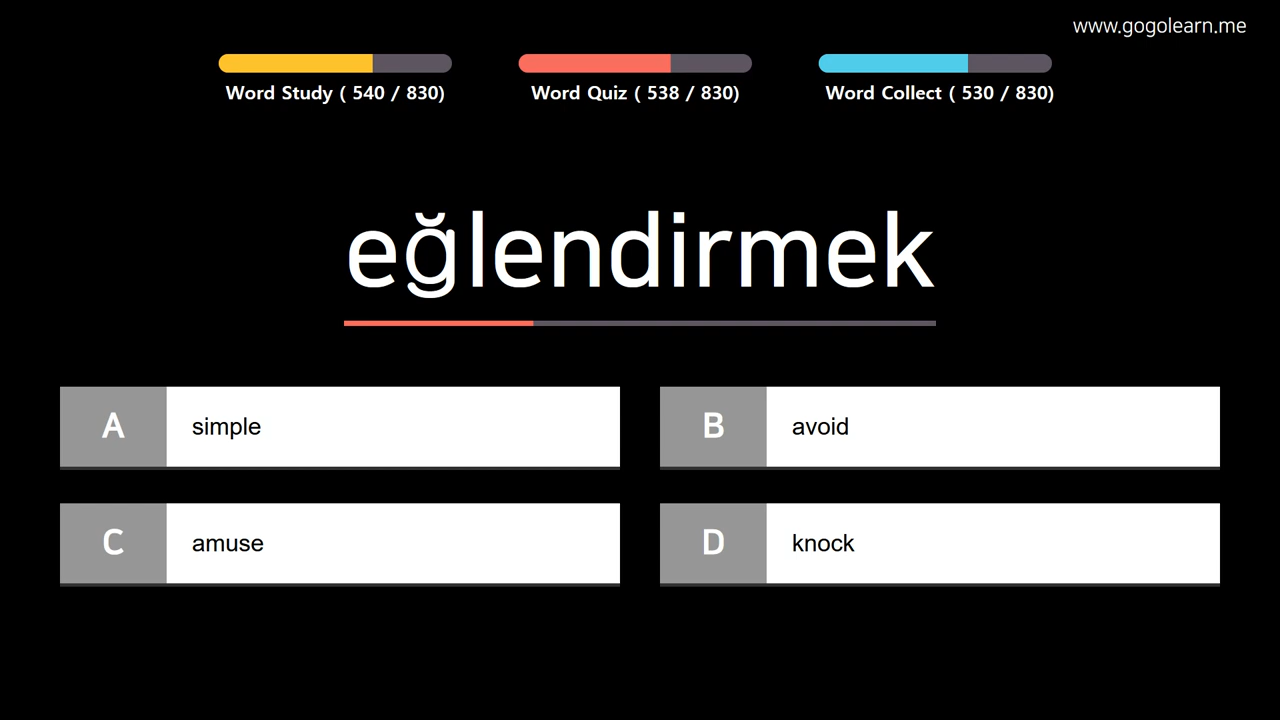 www.gogolearn.me
Word Study ( 540 / 830)
Word Quiz ( 538 / 830)
Word Collect ( 530 / 830)
eğlendirmek
A simple
B avoid
C amuse
D knock